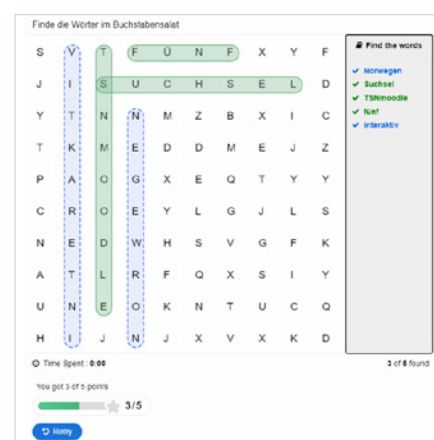 Finde die Wörter im Buchstabensalat
S V T F Ü N F X Y F
J I S U C H S E L D
Y T N N M Z B X I C
T K M E D D M E J Z
P A O G X E Q T Y Y
C R O E Y L G J L S
N E D W H S V G F K
A T L R F Q X S I Y
U N E O K N T U C Q
H I J N J X V X K D
Find the words
Norwegen
Suchsel
TSNmoodle
fünf
interaktiv
Time Spent : 0:00
3 of 5 found
You got 3 of 5 points
3/5
Retry